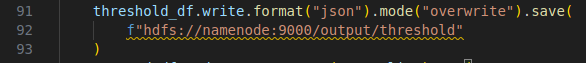 91 threshold_df.write.format("json").mode("overwrite").save(
92 f"hdfs://namenode:9000/output/threshold"
93 )